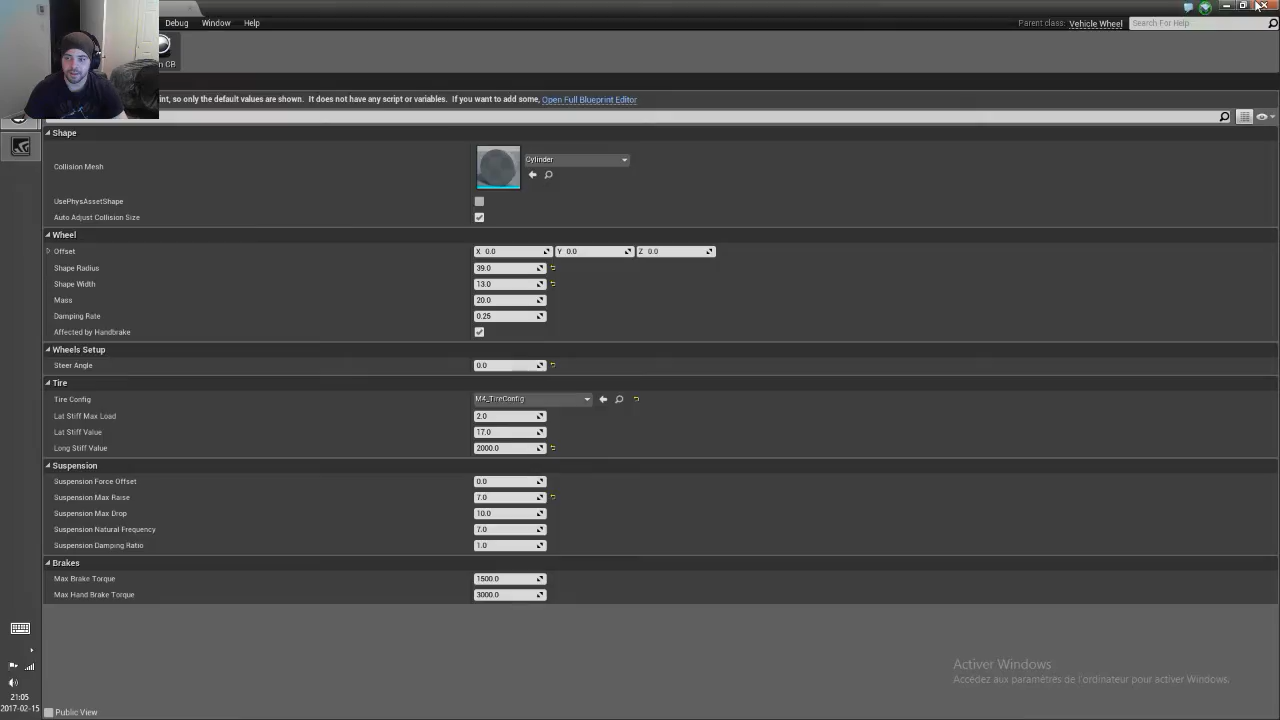 Debug Window Help Parent class: Vehicle Wheel Search For Help
CB
int, so only the default values are shown. It does not have any script or variables. If you want to add some, Open Full Blueprint Editor
Shape
Collision Mesh Cylinder
UsePhysAssetShape
Auto Adjust Collision Size
Wheel
Offset X 0.0 Y 0.0 Z 0.0
Shape Radius 39.0
Shape Width 13.0
Mass 20.0
Damping Rate 0.25
Affected by Handbrake
Wheels Setup
Steer Angle 0.0
Tire
Tire Config M4_TireConfig
Lat Stiff Max Load 2.0
Lat Stiff Value 17.0
Long Stiff Value 2000.0
Suspension
Suspension Force Offset 0.0
Suspension Max Raise 7.0
Suspension Max Drop 10.0
Suspension Natural Frequency 7.0
Suspension Damping Ratio 1.0
Brakes
Max Brake Torque 1500.0
Max Hand Brake Torque 3000.0
Activer Windows
Accédez aux paramètres de l'ordinateur pour activer Windows.
21:05
2017-02-15
Public View